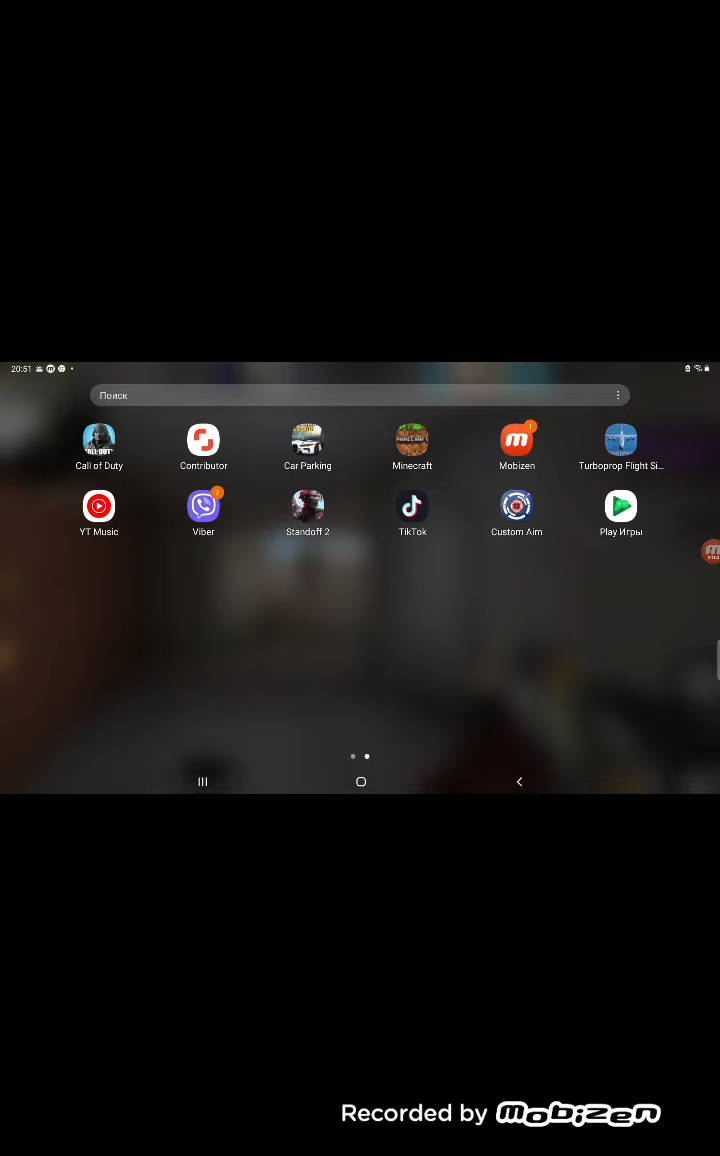 20:51
Поиск
Call of Duty
Contributor
Car Parking
Minecraft
Mobizen
Turboprop Flight Si...
YT Music
Viber
Standoff 2
TikTok
Custom Aim
Play Игры
Recorded by mobizen